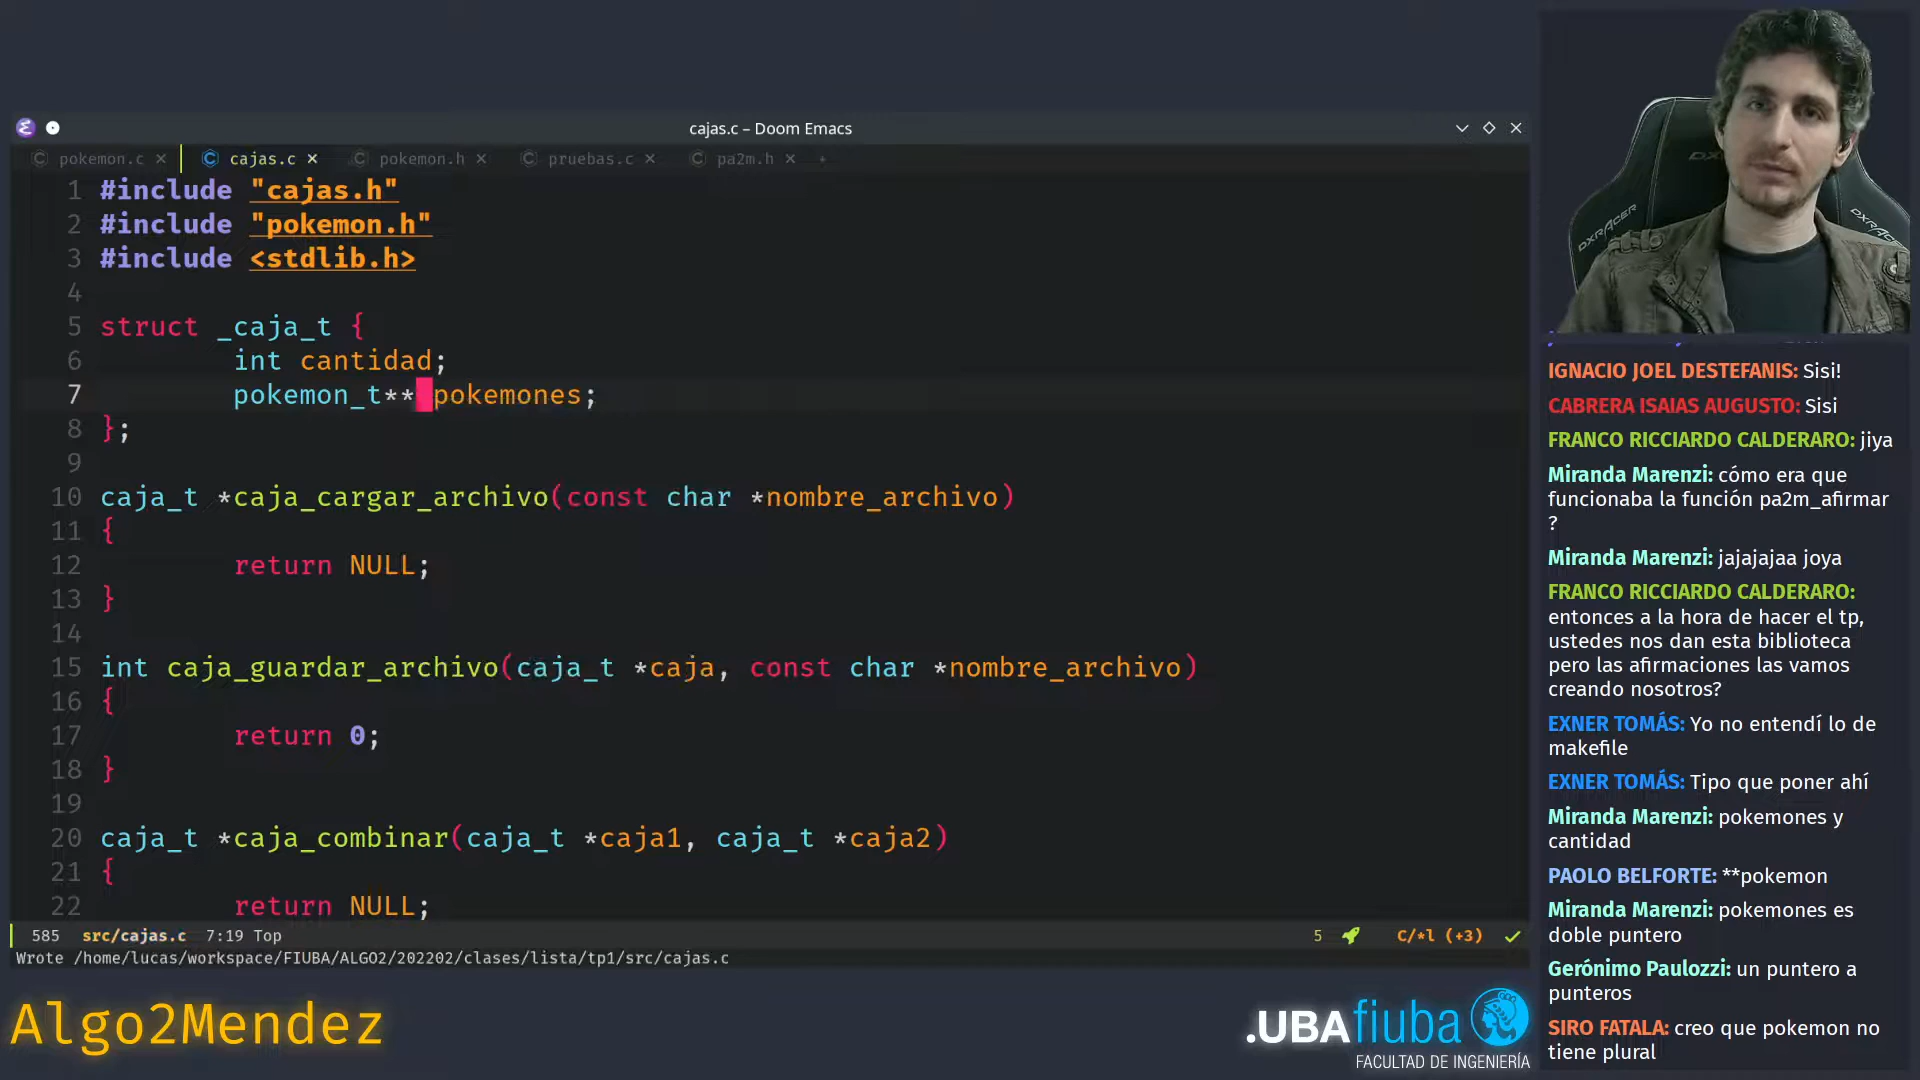 cajas.c – Doom Emacs
pokemon.c × cajas.c × pokemon.h × pruebas.c × pa2m.h × +
1 #include "cajas.h"
2 #include "pokemon.h"
3 #include <stdlib.h>
4
5 struct _caja_t {
6 int cantidad;
7 pokemon_t** pokemones;
8 };
9
10 caja_t *caja_cargar_archivo(const char *nombre_archivo)
11 {
12 return NULL;
13 }
14
15 int caja_guardar_archivo(caja_t *caja, const char *nombre_archivo)
16 {
17 return 0;
18 }
19
20 caja_t *caja_combinar(caja_t *caja1, caja_t *caja2)
21 {
22 return NULL;
585 src/cajas.c 7:19 Top 5 C/*l (+3)
Wrote /home/lucas/workspace/FIUBA/ALGO2/202202/clases/lista/tp1/src/cajas.c
Algo2Mendez
.UBAfiuba
FACULTAD DE INGENIERÍA
DXRACER
IGNACIO JOEL DESTEFANIS: Sisi!
CABRERA ISAIAS AUGUSTO: Sisi
FRANCO RICCIARDO CALDERARO: jiya
Miranda Marenzi: cómo era que
funcionaba la función pa2m_afirmar
?
Miranda Marenzi: jajajajaa joya
FRANCO RICCIARDO CALDERARO:
entonces a la hora de hacer el tp,
ustedes nos dan esta biblioteca
pero las afirmaciones las vamos
creando nosotros?
EXNER TOMÁS: Yo no entendí lo de
makefile
EXNER TOMÁS: Tipo que poner ahí
Miranda Marenzi: pokemones y
cantidad
PAOLO BELFORTE: **pokemon
Miranda Marenzi: pokemones es
doble puntero
Gerónimo Paulozzi: un puntero a
punteros
SIRO FATALA: creo que pokemon no
tiene plural